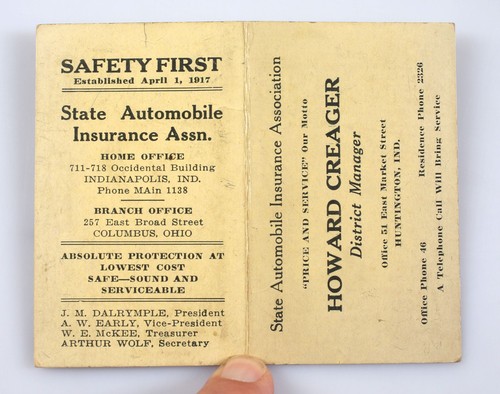 SAFETY FIRST
Established April 1, 1917
State Automobile
Insurance Assn.
HOME OFFICE
711-718 Occidental Building
INDIANAPOLIS, IND.
Phone MAin 1138
BRANCH OFFICE
257 East Broad Street
COLUMBUS, OHIO
ABSOLUTE PROTECTION AT
LOWEST COST
SAFE—SOUND AND
SERVICEABLE
J. M. DALRYMPLE, President
A. W. EARLY, Vice-President
W. E. McKEE, Treasurer
ARTHUR WOLF, Secretary
State Automobile Insurance Association
"PRICE AND SERVICE" Our Motto
HOWARD CREAGER
District Manager
Office 51 East Market Street
HUNTINGTON, IND.
Office Phone 46 Residence Phone 2326
A Telephone Call Will Bring Service